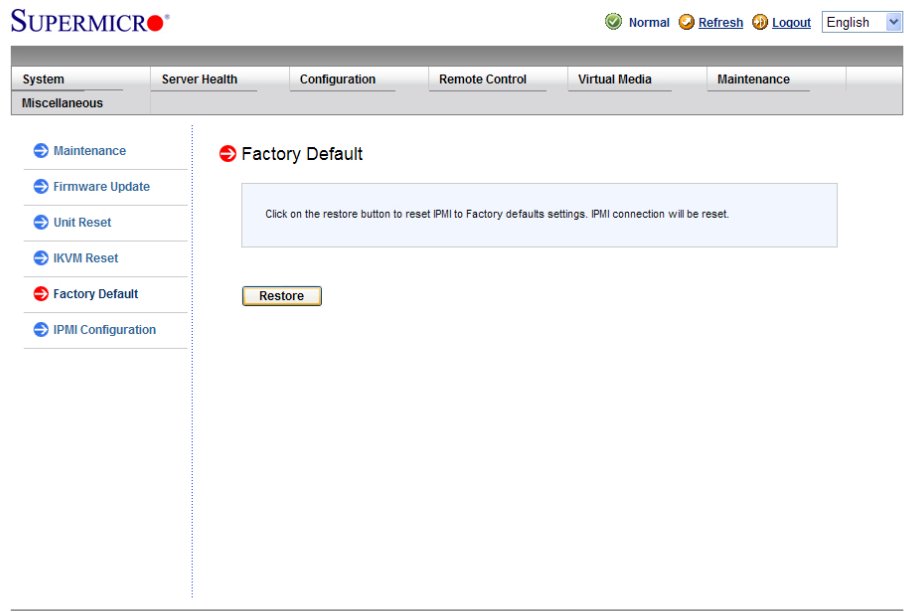 SUPERMICRO
Normal Refresh Logout English
System Server Health Configuration Remote Control Virtual Media Maintenance
Miscellaneous
Maintenance
Firmware Update
Unit Reset
IKVM Reset
Factory Default
IPMI Configuration
Factory Default
Click on the restore button to reset IPMI to Factory defaults settings. IPMI connection will be reset.
Restore